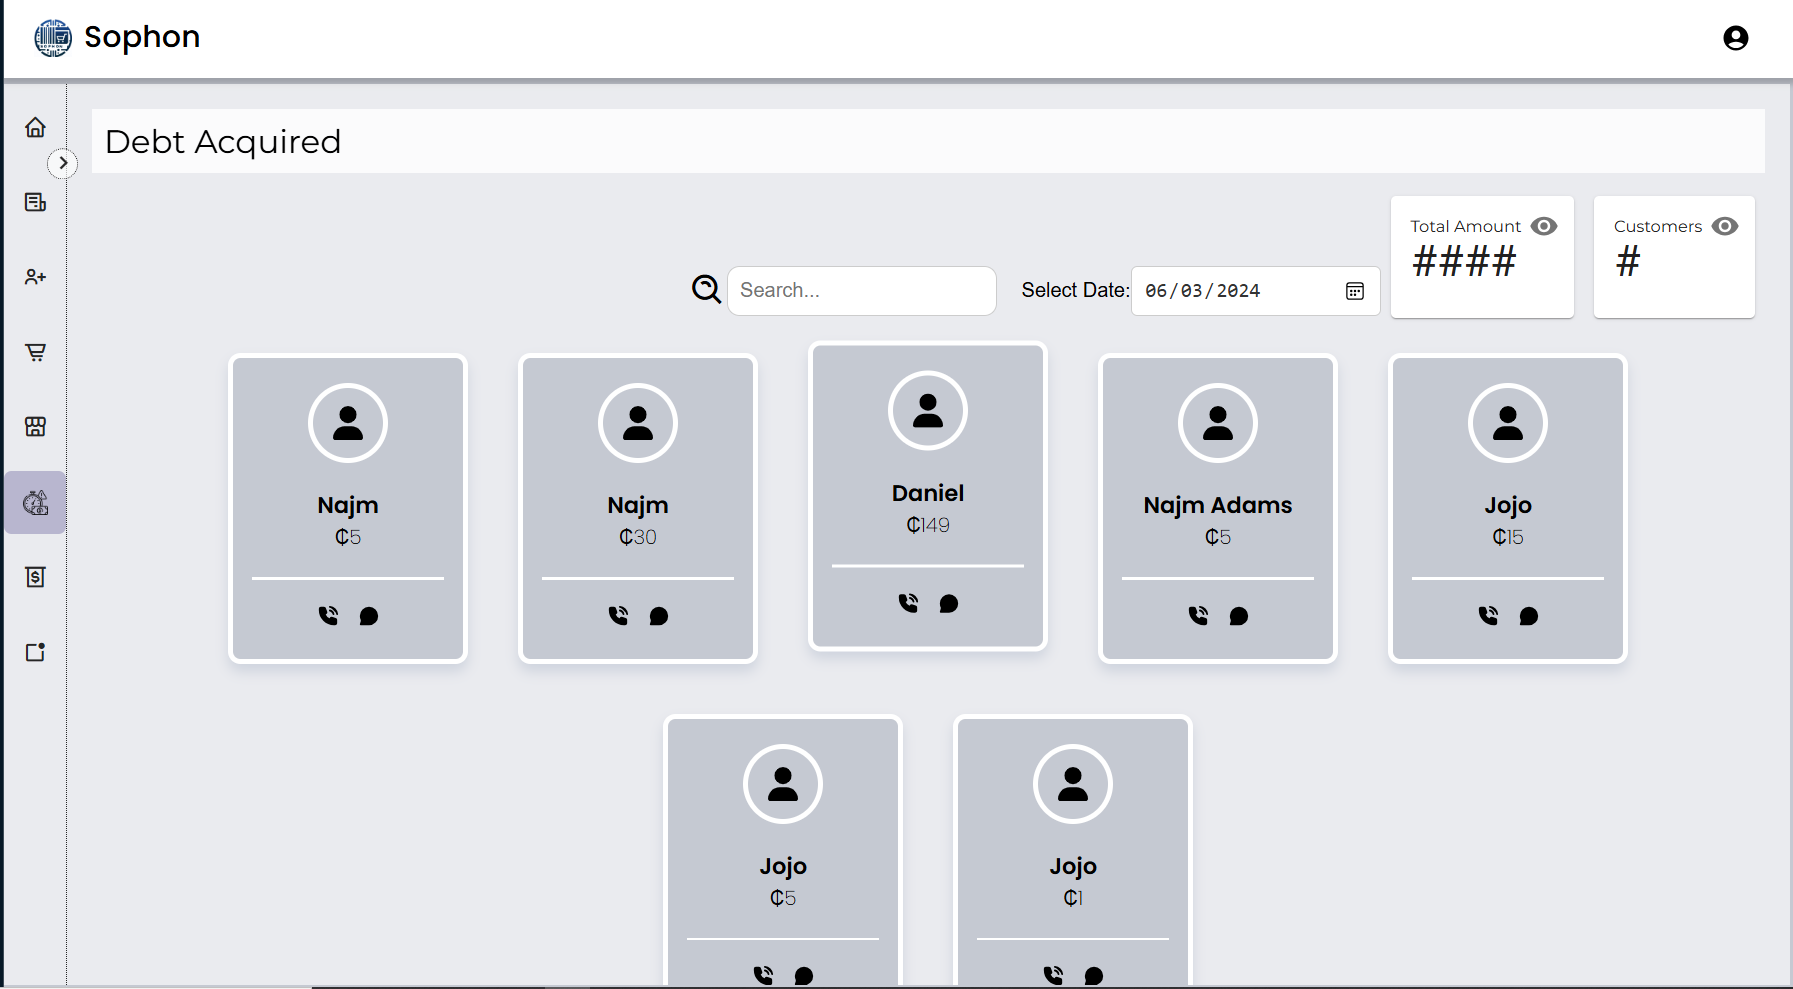 Sophon
Debt Acquired
Total Amount
####
Customers
#
Search...
Select Date:
06/03/2024
Najm
₵5
Najm
₵30
Daniel
₵149
Najm Adams
₵5
Jojo
₵15
Jojo
₵5
Jojo
₵1